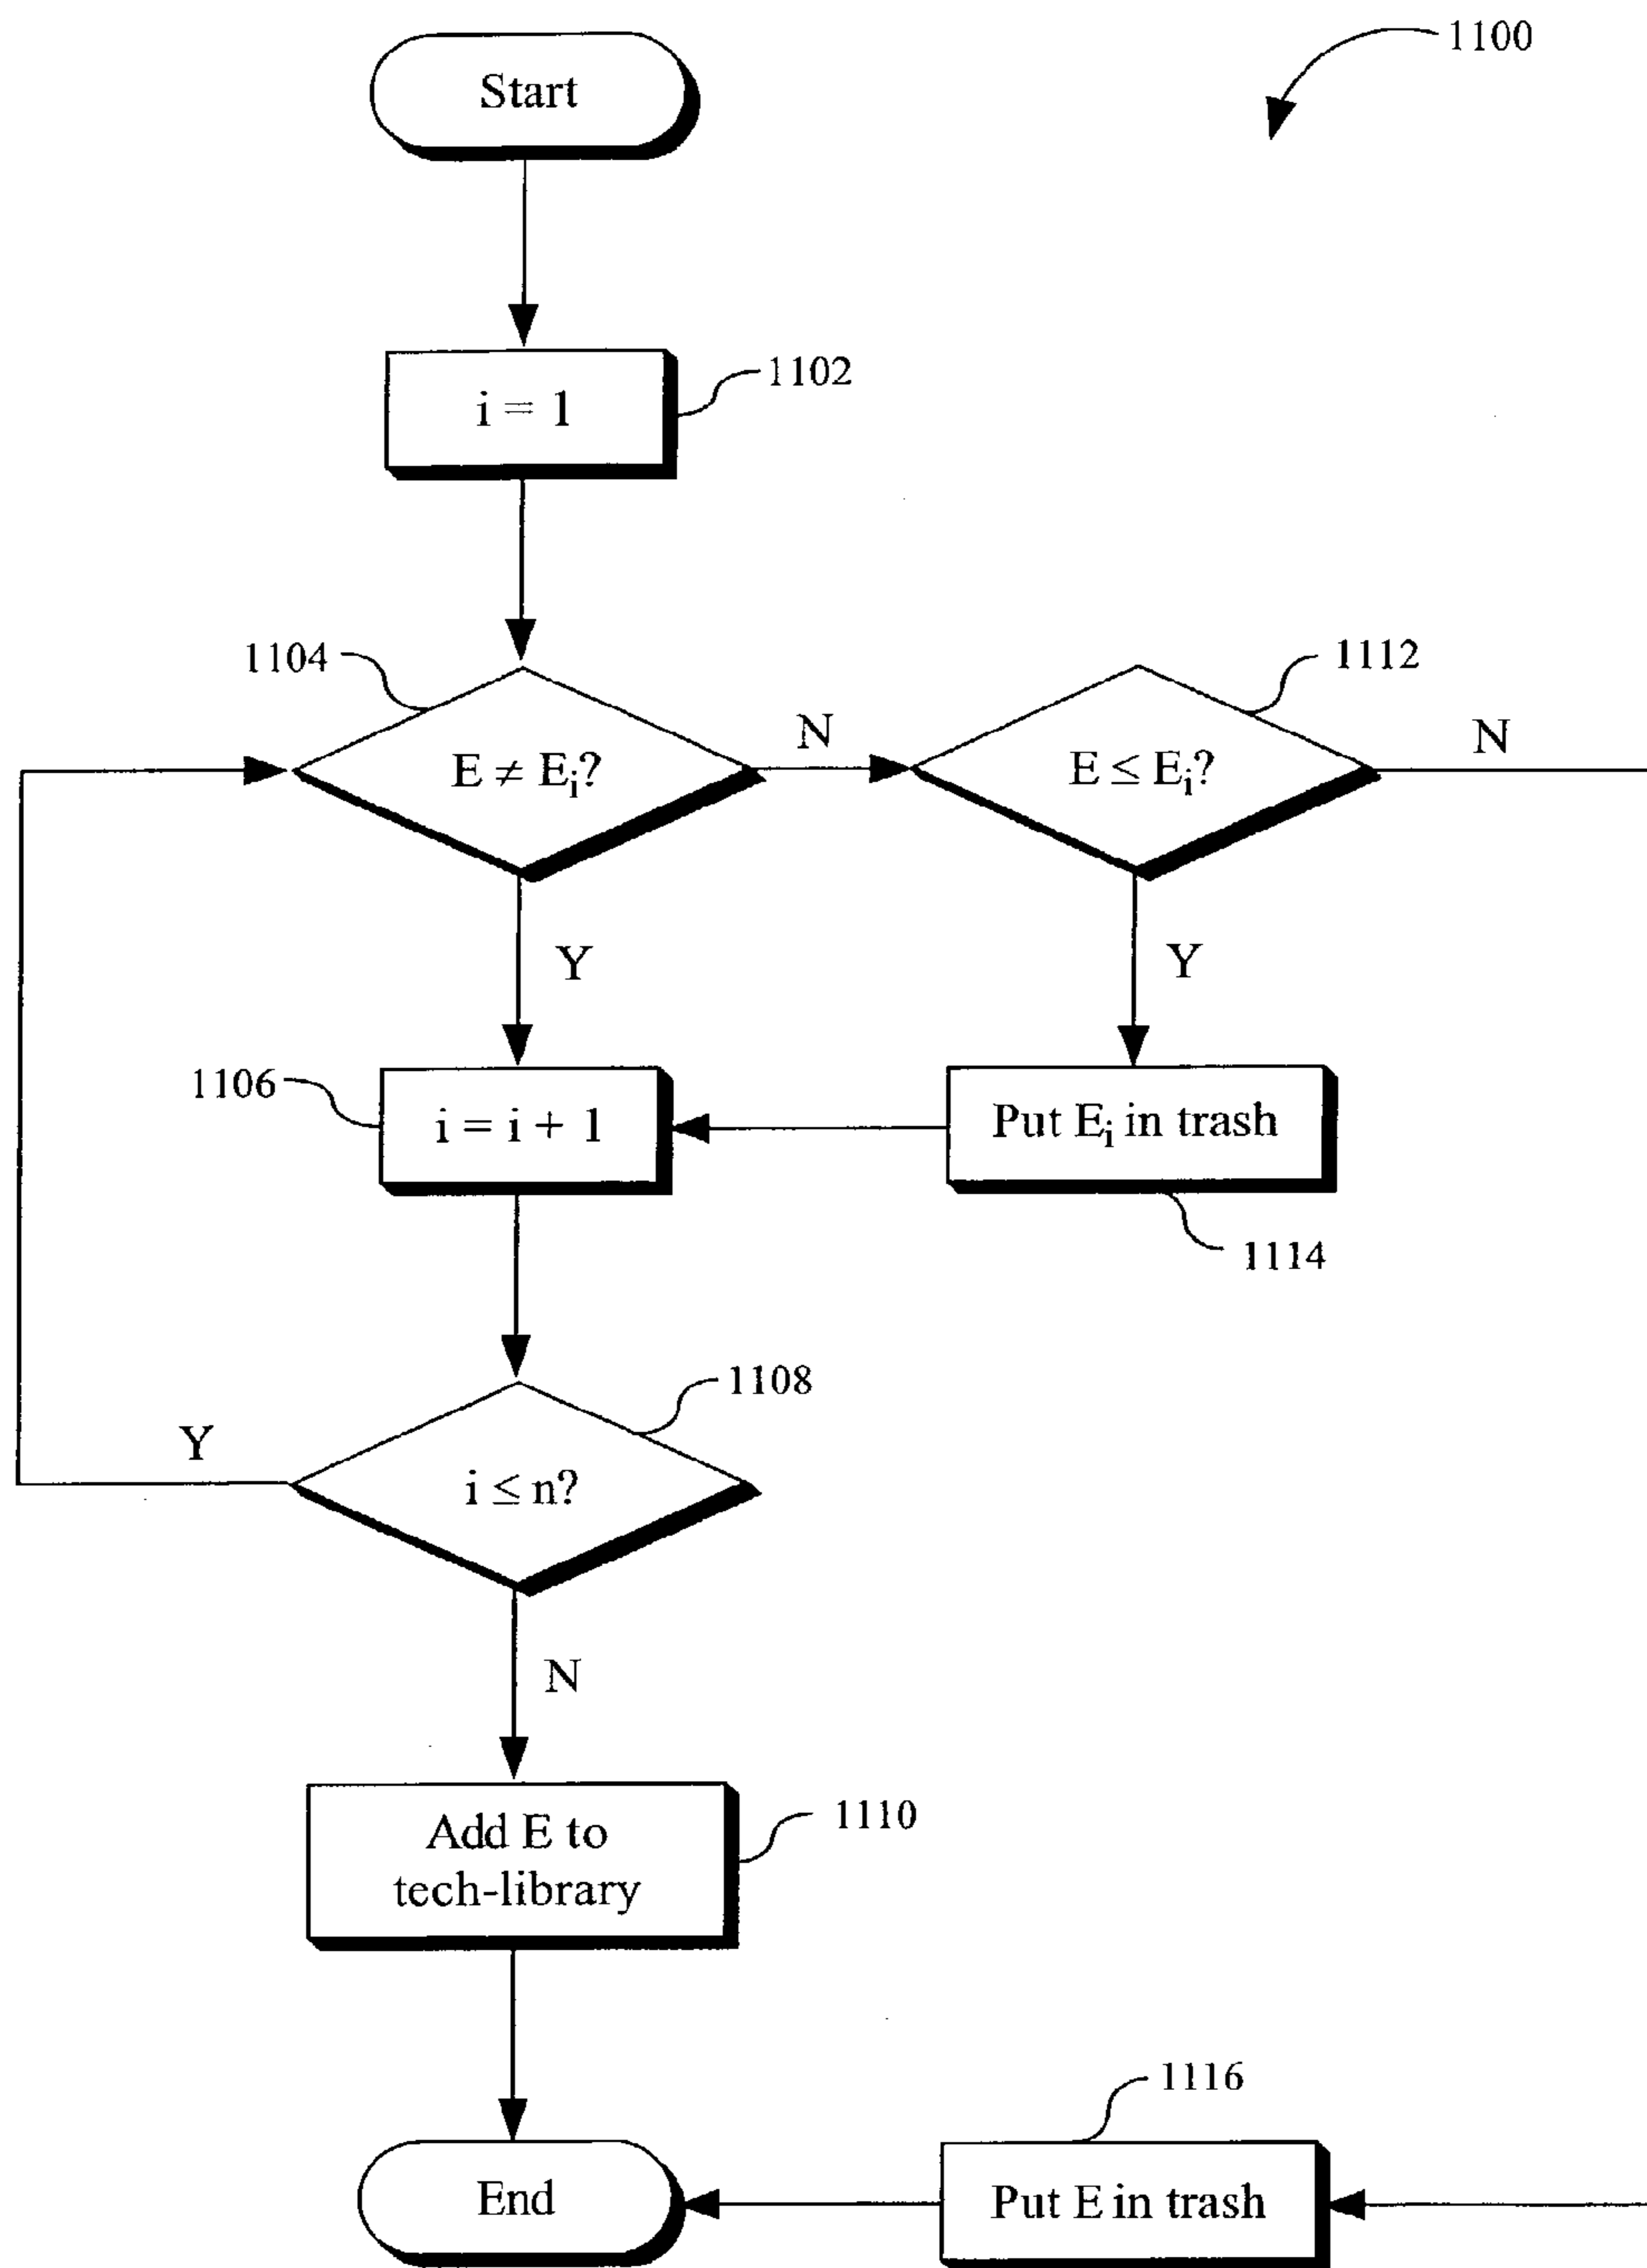 1100
Start
i = 1
1102
1104
E ≠ Eᵢ?
N
1112
E ≤ Eᵢ?
N
Y
Y
1106
i = i + 1
Put Eᵢ in trash
1114
1108
Y
i ≤ n?
N
Add E to
tech-library
1110
1116
End
Put E in trash